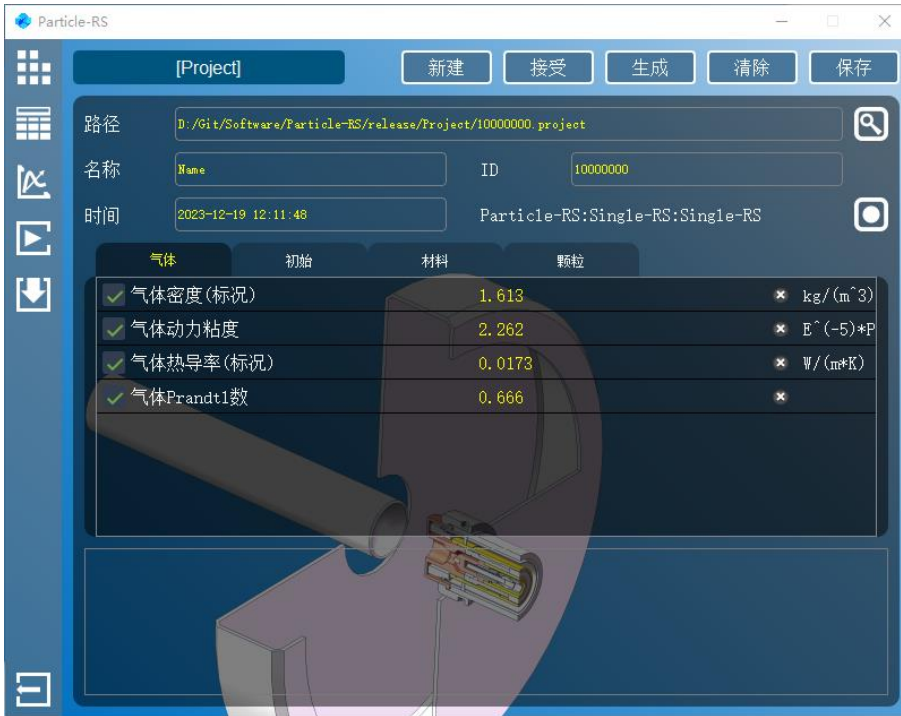 Particle-RS
[Project] 新建 接受 生成 清除 保存
路径 D:/Git/Software/Particle-RS/release/Project/10000000.project
名称 Name ID 10000000
时间 2023-12-19 12:11:48 Particle-RS:Single-RS:Single-RS
气体 初始 材料 颗粒
气体密度(标况) 1.613 kg/(m^3)
气体动力粘度 2.262 E^(-5)*P
气体热导率(标况) 0.0173 W/(m*K)
气体Prandtl数 0.666